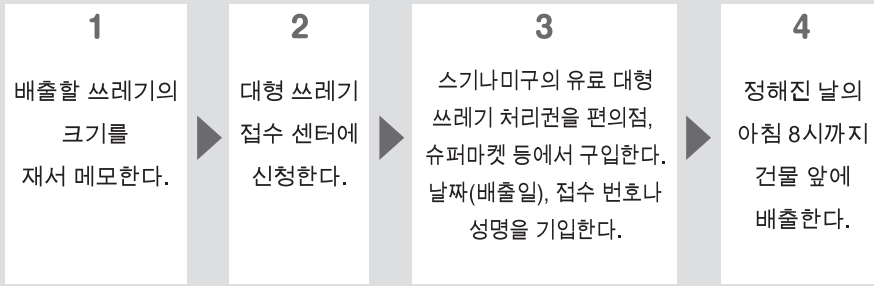 1
배출할 쓰레기의
크기를
재서 메모한다.
2
대형 쓰레기
접수 센터에
신청한다.
3
스기나미구의 유료 대형
쓰레기 처리권을 편의점,
슈퍼마켓 등에서 구입한다.
날짜(배출일), 접수 번호나
성명을 기입한다.
4
정해진 날의
아침 8시까지
건물 앞에
배출한다.